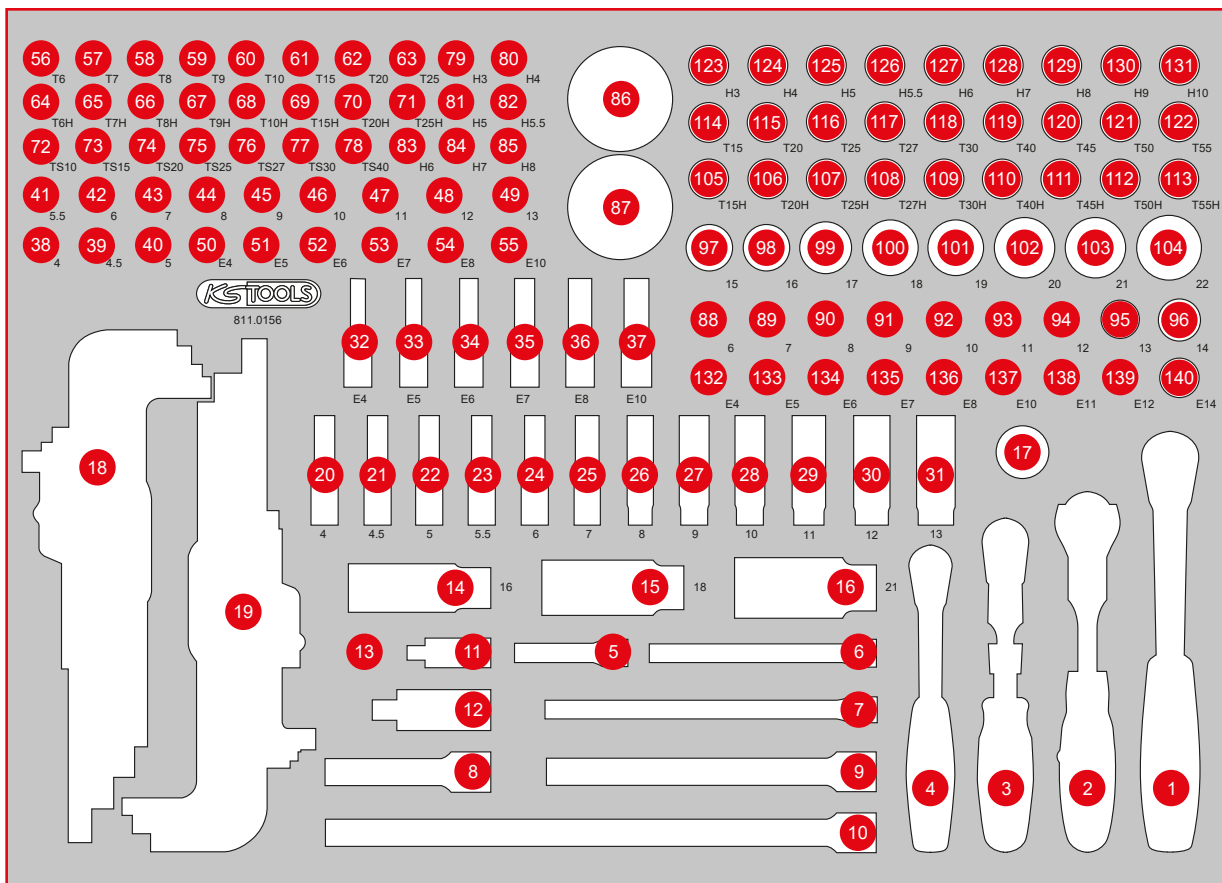 56 57 58 59 60 61 62 63 79 80
T6 T7 T8 T9 T10 T15 T20 T25 H3 H4
64 65 66 67 68 69 70 71 81 82
T6H T7H T8H T9H T10H T15H T20H T25H H5 H5.5
72 73 74 75 76 77 78 83 84 85
TS10 TS15 TS20 TS25 TS27 TS30 TS40 H6 H7 H8
41 42 43 44 45 46 47 48 49
5.5 6 7 8 9 10 11 12 13
38 39 40 50 51 52 53 54 55
4 4.5 5 E4 E5 E6 E7 E8 E10
86
87
123 124 125 126 127 128 129 130 131
H3 H4 H5 H5.5 H6 H7 H8 H9 H10
114 115 116 117 118 119 120 121 122
T15 T20 T25 T27 T30 T40 T45 T50 T55
105 106 107 108 109 110 111 112 113
T15H T20H T25H T27H T30H T40H T45H T50H T55H
97 98 99 100 101 102 103 104
15 16 17 18 19 20 21 22
88 89 90 91 92 93 94 95 96
6 7 8 9 10 11 12 13 14
132 133 134 135 136 137 138 139 140
E4 E5 E6 E7 E8 E10 E11 E12 E14
KS TOOLS
811.0156
32 33 34 35 36 37
E4 E5 E6 E7 E8 E10
18
19
20 21 22 23 24 25 26 27 28 29 30 31
4 4.5 5 5.5 6 7 8 9 10 11 12 13
17
14 16
15 18
16 21
13 11 5 6
12 7
8 9
10
4 3 2 1